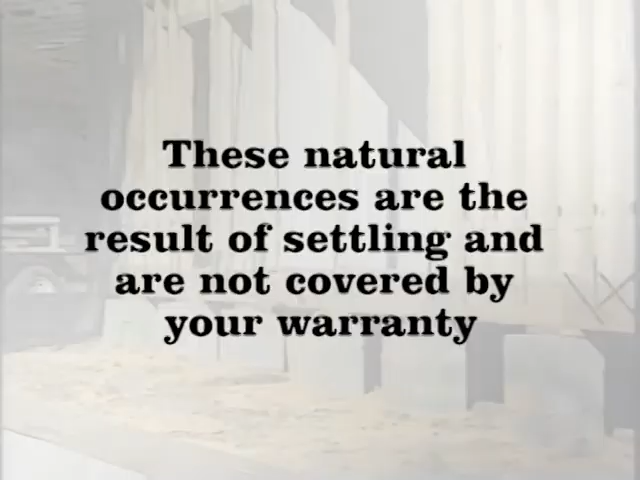 These natural
occurrences are the
result of settling and
are not covered by
your warranty